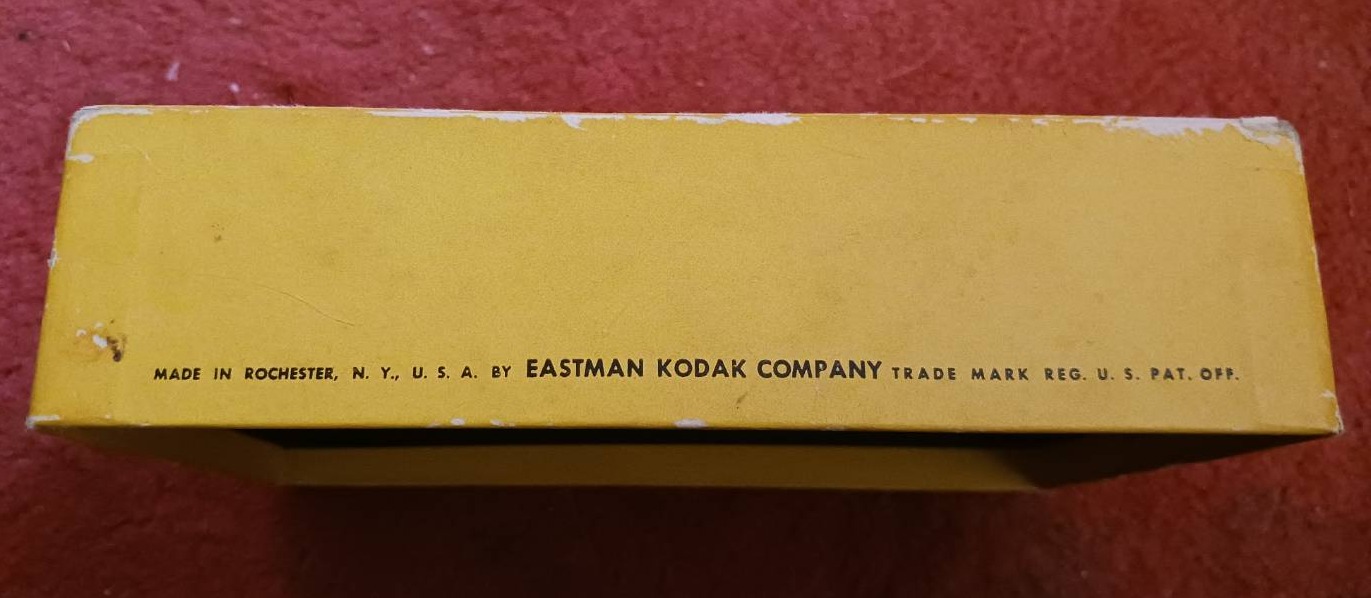 MADE IN ROCHESTER, N. Y., U. S. A. BY EASTMAN KODAK COMPANY TRADE MARK REG. U. S. PAT. OFF.